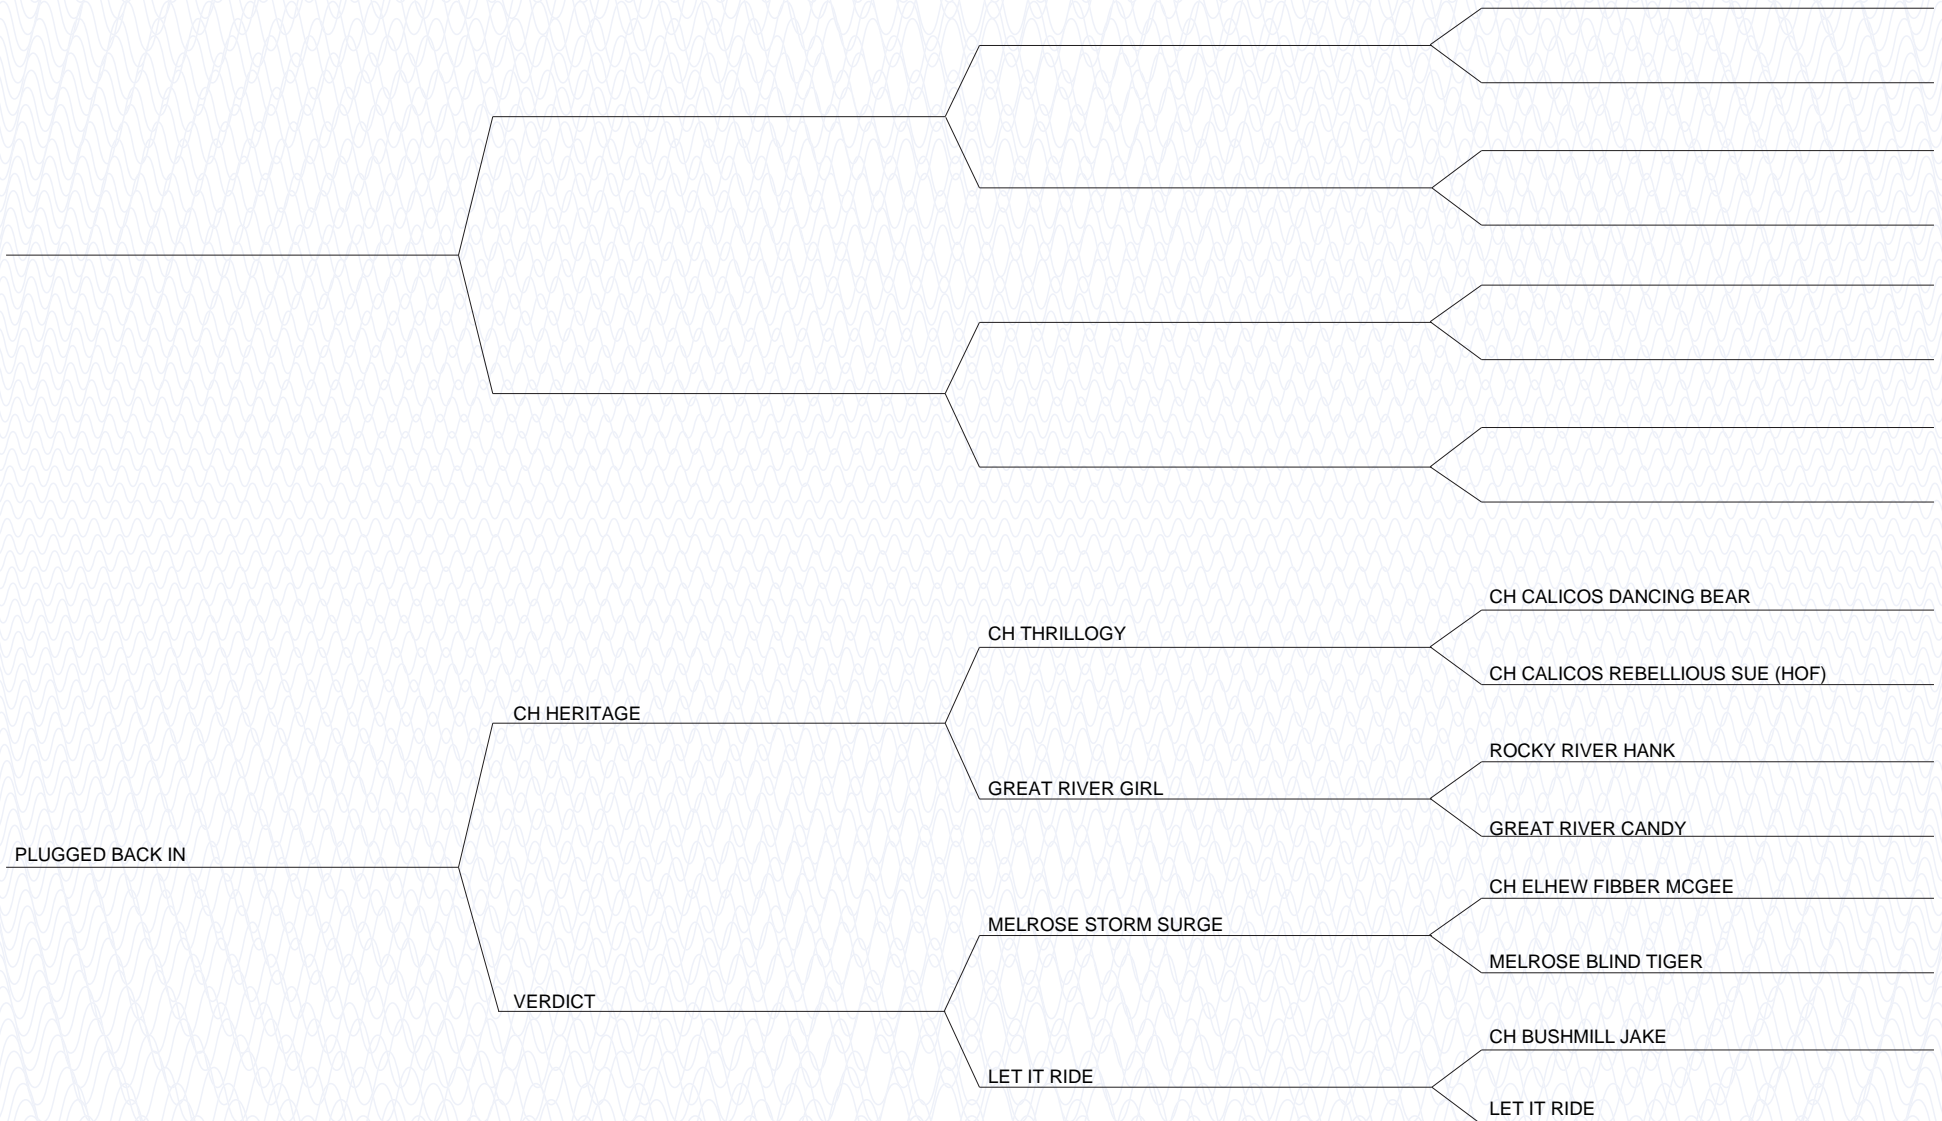 CH CALICOS DANCING BEAR
CH THRILLOGY
CH CALICOS REBELLIOUS SUE (HOF)
CH HERITAGE
ROCKY RIVER HANK
GREAT RIVER GIRL
GREAT RIVER CANDY
PLUGGED BACK IN
CH ELHEW FIBBER MCGEE
MELROSE STORM SURGE
MELROSE BLIND TIGER
VERDICT
CH BUSHMILL JAKE
LET IT RIDE
LET IT RIDE